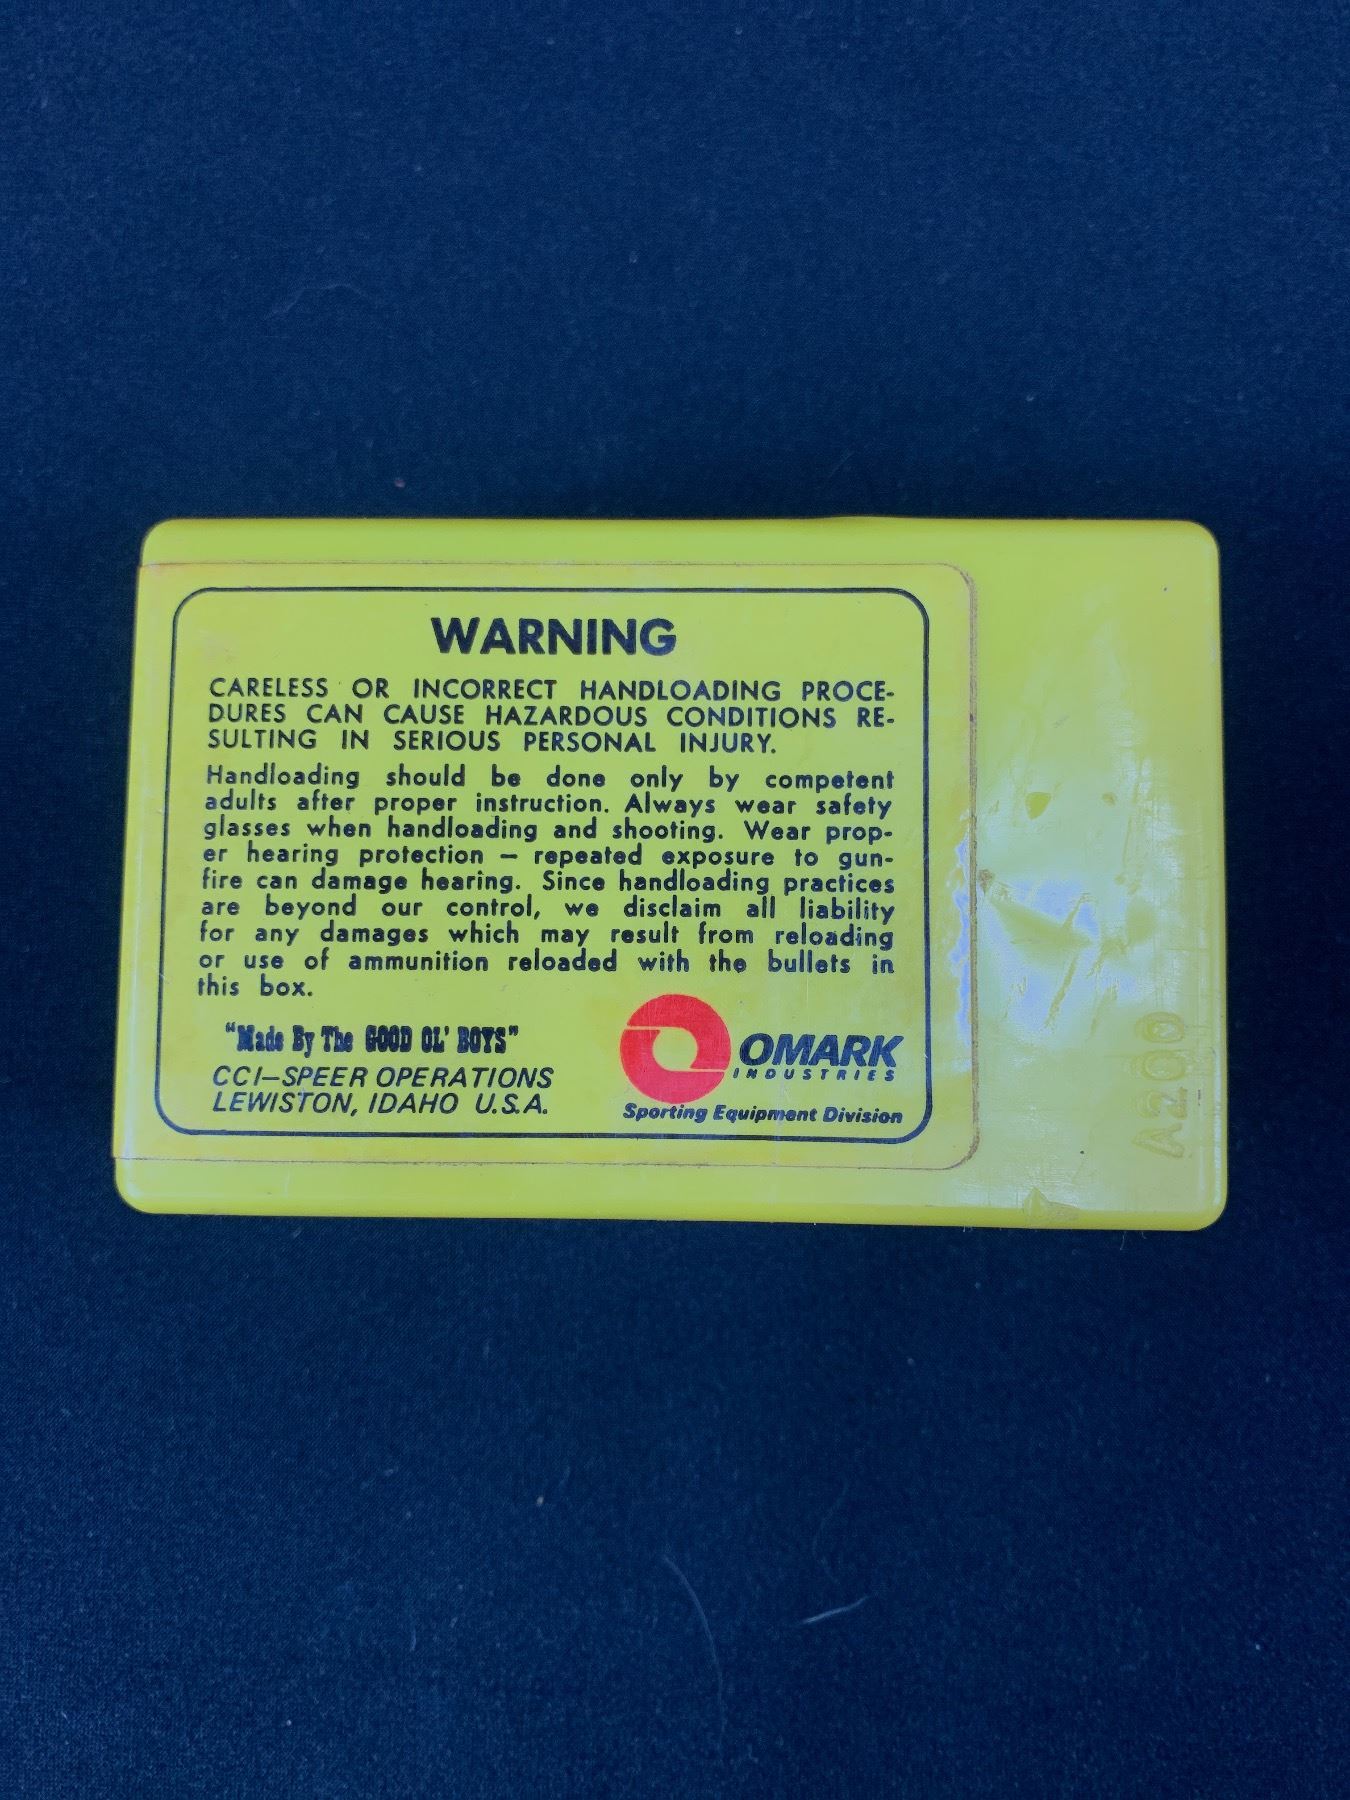 WARNING
CARELESS OR INCORRECT HANDLOADING PROCE-
DURES CAN CAUSE HAZARDOUS CONDITIONS RE-
SULTING IN SERIOUS PERSONAL INJURY.
Handloading should be done only by competent
adults after proper instruction. Always wear safety
glasses when handloading and shooting. Wear prop-
er hearing protection – repeated exposure to gun-
fire can damage hearing. Since handloading practices
are beyond our control, we disclaim all liability
for any damages which may result from reloading
or use of ammunition reloaded with the bullets in
this box.
"Made By The GOOD OL' BOYS"
CCI–SPEER OPERATIONS
LEWISTON, IDAHO U.S.A.
OMARK
INDUSTRIES
Sporting Equipment Division
A200